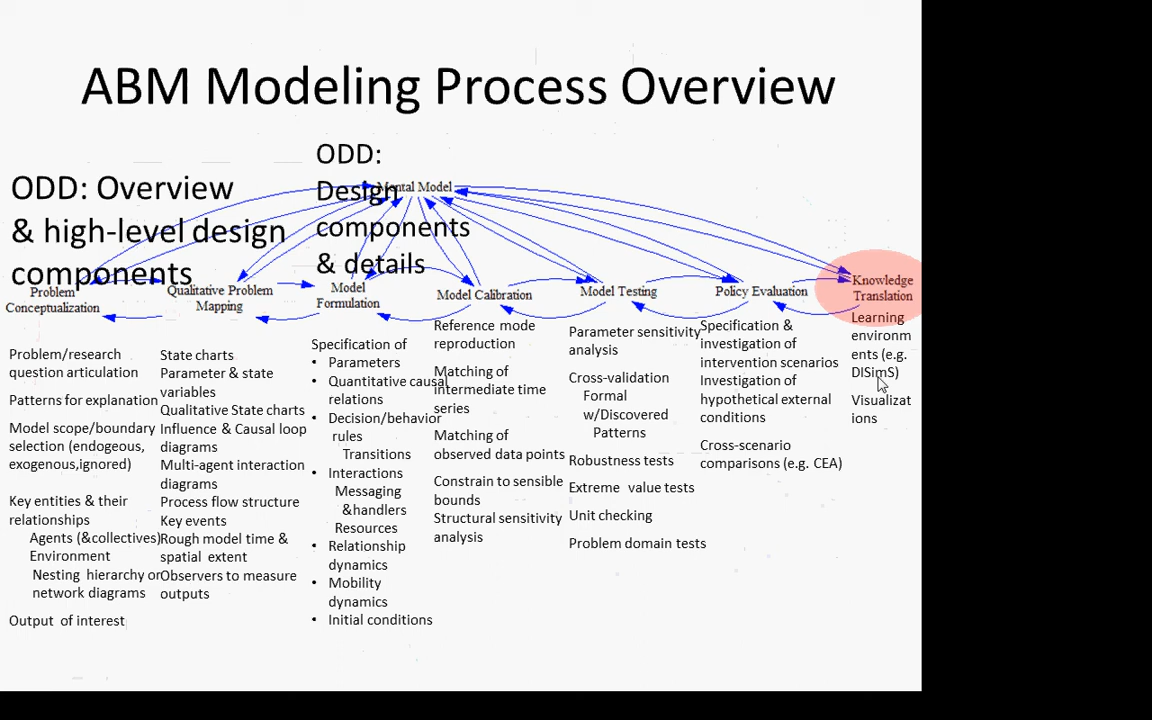 ABM Modeling Process Overview
ODD: Overview
& high-level design
components
ODD:
Design
components
& details
Mental Model
Problem
Conceptualization
Qualitative Problem
Mapping
Model
Formulation
Model Calibration
Model Testing
Policy Evaluation
Knowledge
Translation
Problem/research
question articulation
Patterns for explanation
Model scope/boundary
selection (endogeous,
exogenous,ignored)
Key entities & their
relationships
Agents (&collectives)
Environment
Nesting hierarchy or
network diagrams
Output of interest
State charts
Parameter & state
variables
Qualitative State charts
Influence & Causal loop
diagrams
Multi-agent interaction
diagrams
Process flow structure
Key events
Rough model time &
spatial extent
Observers to measure
outputs
Specification of
• Parameters
• Quantitative causal
relations
• Decision/behavior
rules
Transitions
• Interactions
Messaging
&handlers
Resources
• Relationship
dynamics
• Mobility
dynamics
• Initial conditions
Reference mode
reproduction
Matching of
intermediate time
series
Matching of
observed data points
Constrain to sensible
bounds
Structural sensitivity
analysis
Parameter sensitivity
analysis
Cross-validation
Formal
w/Discovered
Patterns
Robustness tests
Extreme value tests
Unit checking
Problem domain tests
Specification &
investigation of
intervention scenarios
Investigation of
hypothetical external
conditions
Cross-scenario
comparisons (e.g. CEA)
Learning
environm
ents (e.g.
DISimS)
Visualizat
ions